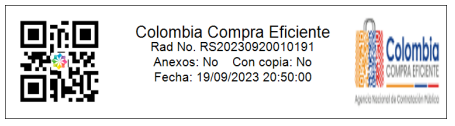 Colombia Compra Eficiente
Rad No. RS20230920010191
Anexos: No Con copia: No
Fecha: 19/09/2023 20:50:00
Colombia
COMPRA EFICIENTE
Agencia Nacional de Contratación Pública